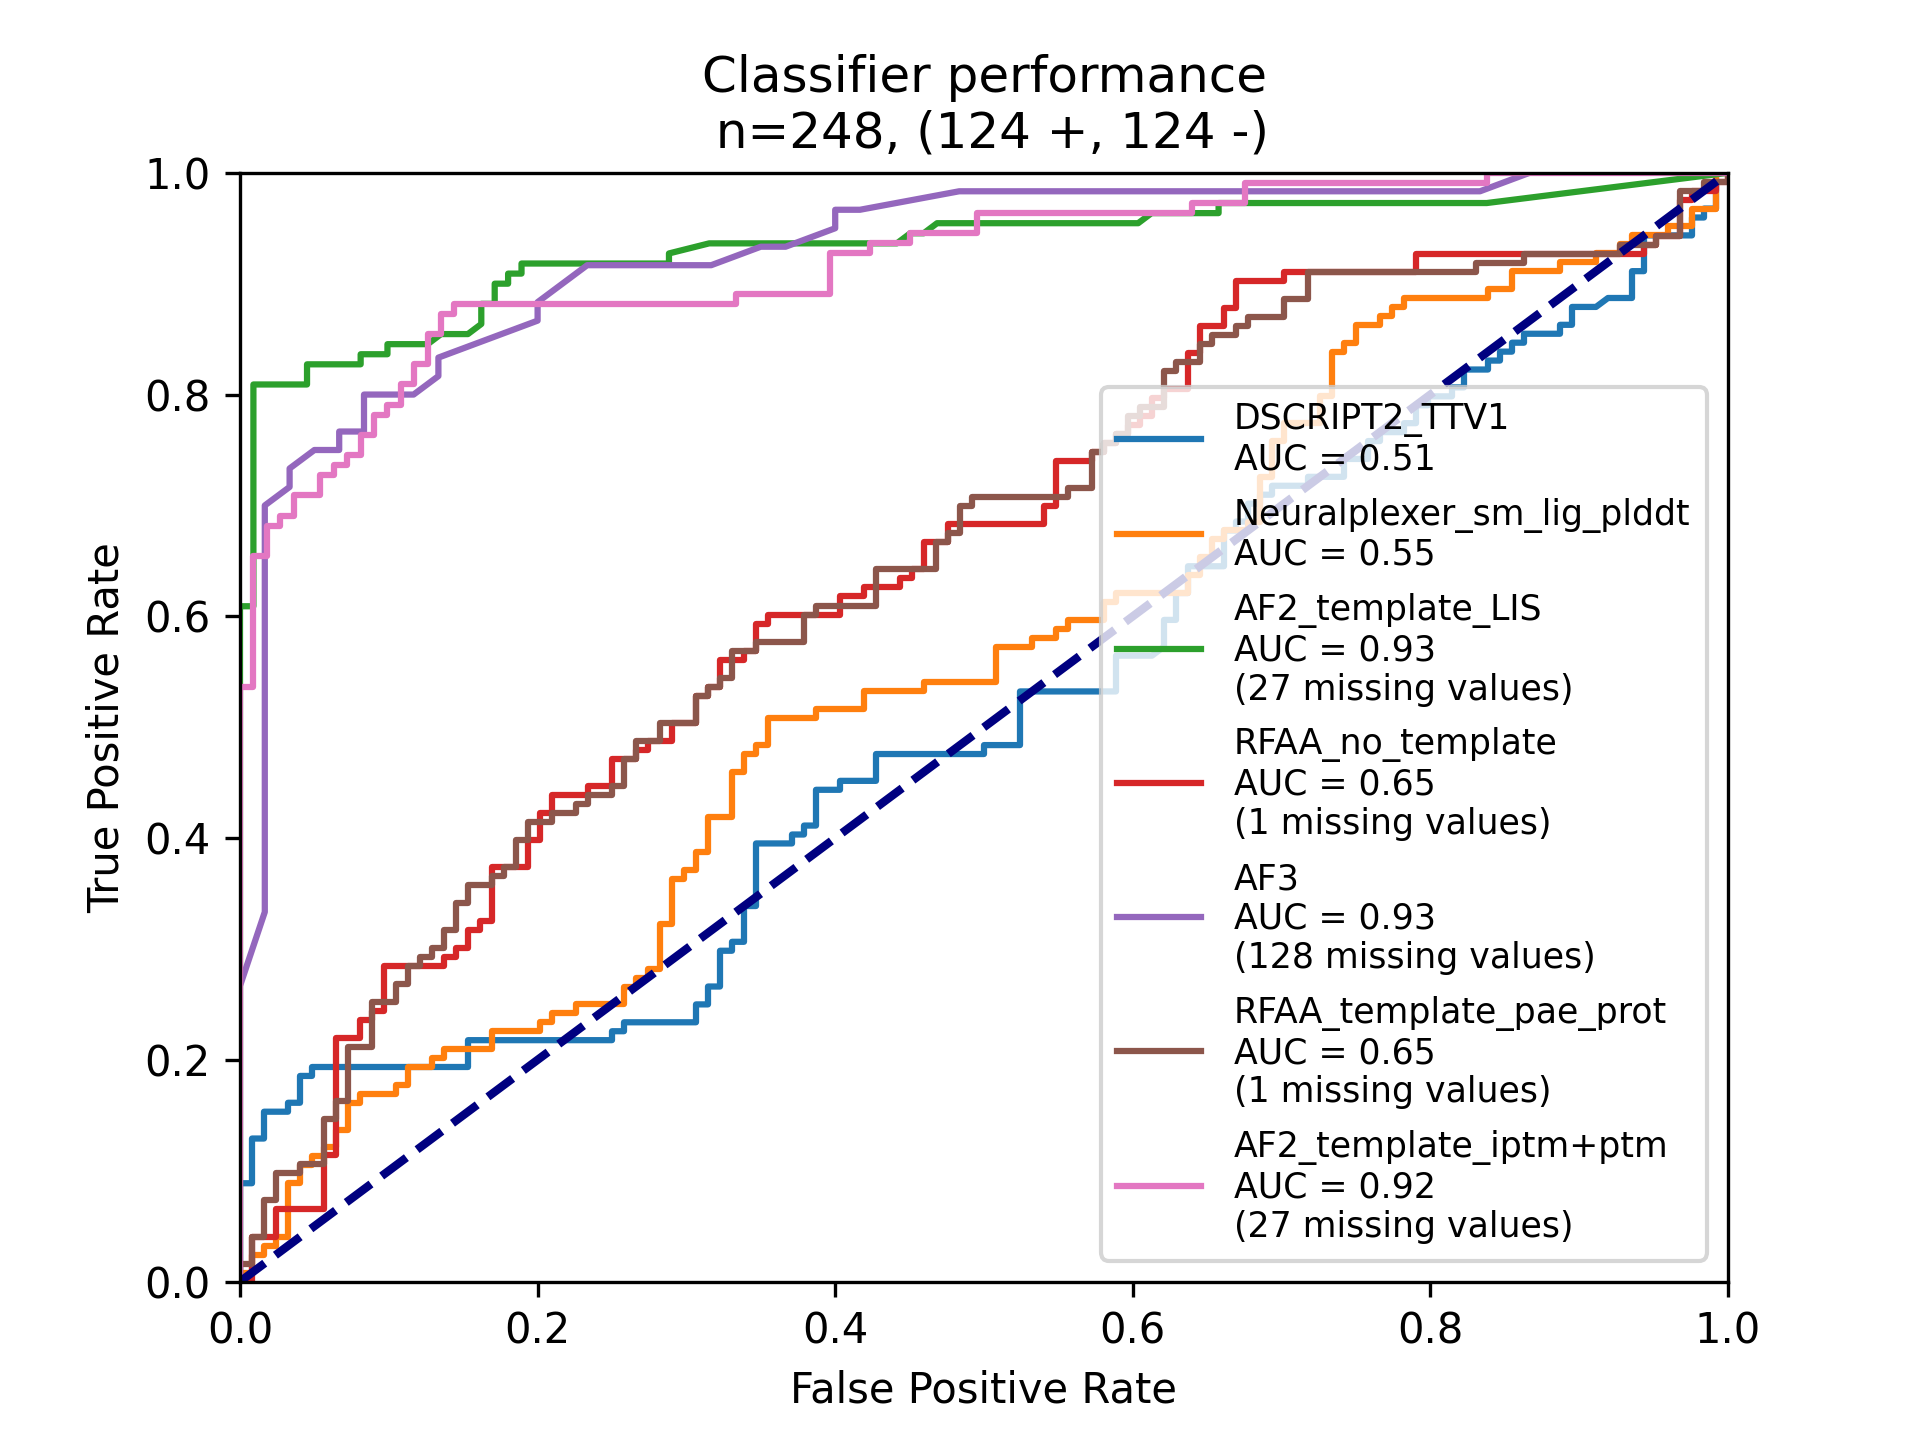 Classifier performance
n=248, (124 +, 124 -)
True Positive Rate
1.0
0.8
0.6
0.4
0.2
0.0
0.0 0.2 0.4 0.6 0.8 1.0
False Positive Rate
DSCRIPT2_TTV1
AUC = 0.51
Neuralplexer_sm_lig_plddt
AUC = 0.55
AF2_template_LIS
AUC = 0.93
(27 missing values)
RFAA_no_template
AUC = 0.65
(1 missing values)
AF3
AUC = 0.93
(128 missing values)
RFAA_template_pae_prot
AUC = 0.65
(1 missing values)
AF2_template_iptm+ptm
AUC = 0.92
(27 missing values)